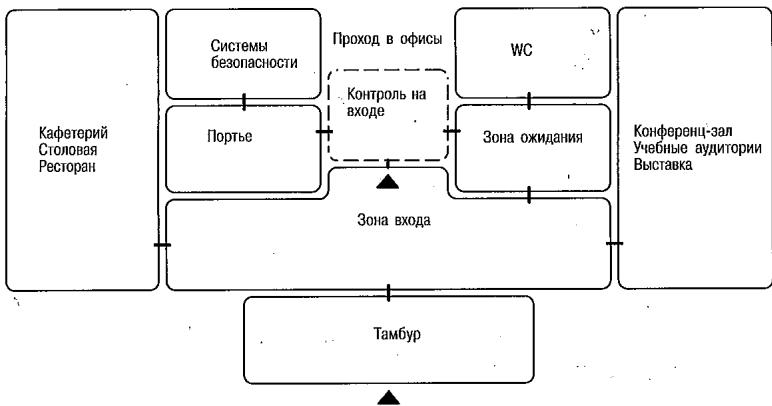 Системы
безопасности
Проход в офисы
WC
Контроль на
входе
Кафетерий
Столовая
Ресторан
Портье
Зона ожидания
Конференц-зал
Учебные аудитории
Выставка
Зона входа
Тамбур